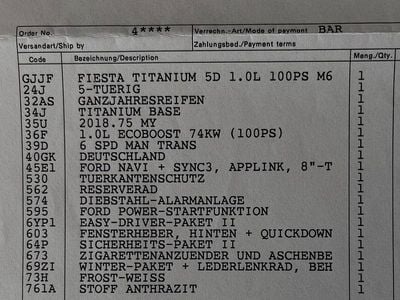 Order No. 4**** Verrechn.-Art/Mode of payment BAR
Versandart/Ship by Zahlungsbed./Payment terms
Code Bezeichnung/Description Meng./Qty.
GJJF FIESTA TITANIUM 5D 1.0L 100PS M6 1
24J 5-TUERIG 1
32AS GANZJAHRESREIFEN 1
34J TITANIUM BASE 1
35U 2018.75 MY 1
36F 1.0L ECOBOOST 74KW (100PS) 1
39D 6 SPD MAN TRANS 1
40GK DEUTSCHLAND 1
45E1 FORD NAVI + SYNC3, APPLINK, 8"-T 1
530 TUERKANTENSCHUTZ 1
562 RESERVERAD 1
574 DIEBSTAHL-ALARMANLAGE 1
595 FORD POWER-STARTFUNKTION 1
6YP1 EASY-DRIVER-PAKET II 1
603 FENSTERHEBER, HINTEN + QUICKDOWN 1
64P SICHERHEITS-PAKET II 1
673 ZIGARETTENANZUENDER UND ASCHENBE 1
69ZI WINTER-PAKET + LEDERLENKRAD, BEH 1
73H FROST-WEISS 1
761A STOFF ANTHRAZIT 1